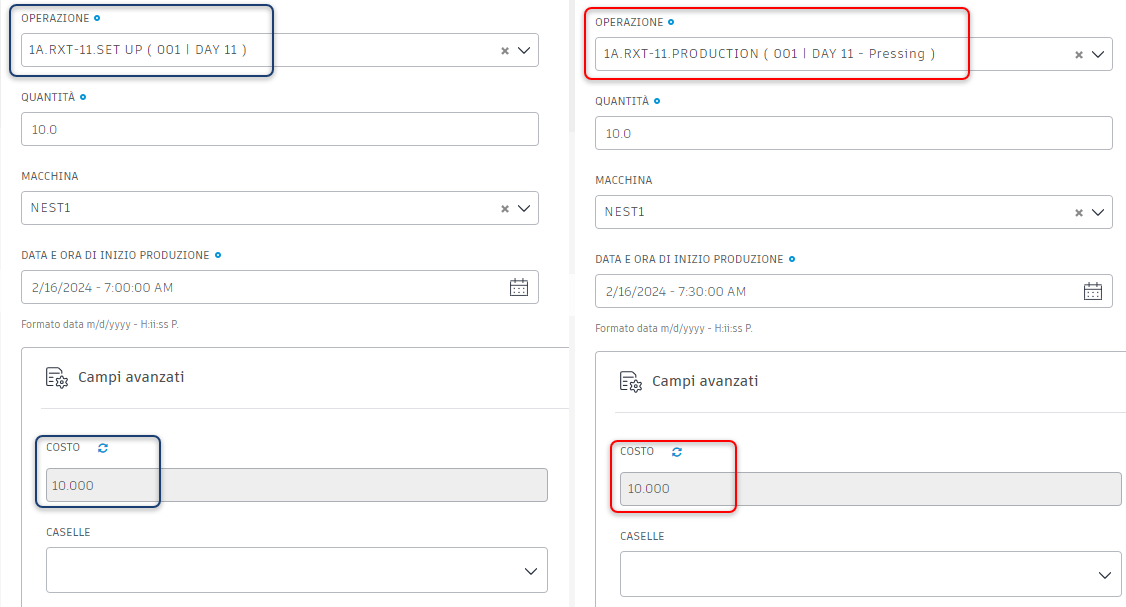 OPERAZIONE
1A.RXT-11.SET UP ( 001 | DAY 11 )
QUANTITÀ
10.0
MACCHINA
NEST1
DATA E ORA DI INIZIO PRODUZIONE
2/16/2024 - 7:00:00 AM
Formato data m/d/yyyy - H:ii:ss P.
Campi avanzati
COSTO
10.000
CASELLE
OPERAZIONE
1A.RXT-11.PRODUCTION ( 001 | DAY 11 - Pressing )
QUANTITÀ
10.0
MACCHINA
NEST1
DATA E ORA DI INIZIO PRODUZIONE
2/16/2024 - 7:30:00 AM
Formato data m/d/yyyy - H:ii:ss P.
Campi avanzati
COSTO
10.000
CASELLE